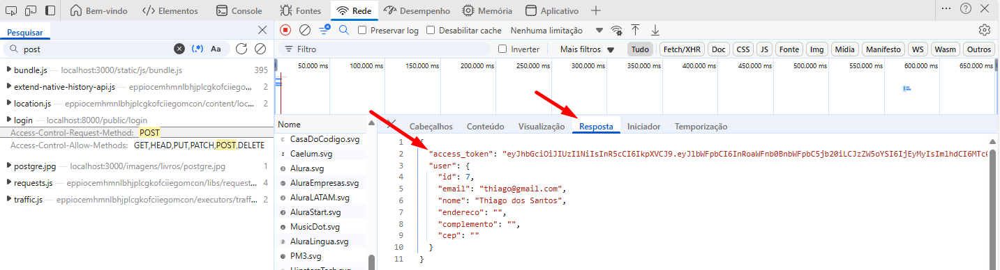 Bem-vindo Elementos Console Fontes Rede Desempenho Memória Aplicativo
Pesquisar
Preservar log Desabilitar cache Nenhuma limitação
post Aa
Filtro Inverter Mais filtros Tudo Fetch/XHR Doc CSS JS Fonte Img Mídia Manifesto WS Wasm Outros
50.000 ms 100.000 ms 150.000 ms 200.000 ms 250.000 ms 300.000 ms 350.000 ms 400.000 ms 450.000 ms 500.000 ms 550.000 ms 600.000 ms 650.000 ms
bundle.js — localhost:3000/static/js/bundle.js 395
extend-native-history-api.js — eppiocemhmnlbhjplcgkofciiego... 2
location.js — eppiocemhmnlbhjplcgkofciiegomcon/content/loc... 2
login — localhost:8000/public/login
Access-Control-Request-Method: POST
Access-Control-Allow-Methods: GET,HEAD,PUT,PATCH,POST,DELETE
postgre.jpg — localhost:3000/imagens/livros/postgre.jpg 1
requests.js — eppiocemhmnlbhjplcgkofciiegomcon/libs/request... 4
traffic.js — eppiocemhmnlbhjplcgkofciiegomcon/executors/traff... 2
Nome
CasaDoCodigo.svg
Caelum.svg
Alura.svg
AluraEmpresas.svg
AluraLATAM.svg
AluraStart.svg
MusicDot.svg
AluraLingua.svg
PM3.svg
HipstersTech.svg
Cabeçalhos Conteúdo Visualização Resposta Iniciador Temporização
1 {
2 "access_token": "eyJhbGciOiJIUzI1NiIsInR5cCI6IkpXVCJ9.eyJlbWFpbCI6InRoaWFnb0BnbWFpbC5jb20iLCJzZW5oYSI6IjEyMyIsImlhdCI6MTc
3 "user": {
4 "id": 7,
5 "email": "thiago@gmail.com",
6 "nome": "Thiago dos Santos",
7 "endereco": "",
8 "complemento": "",
9 "cep": ""
10 }
11 }